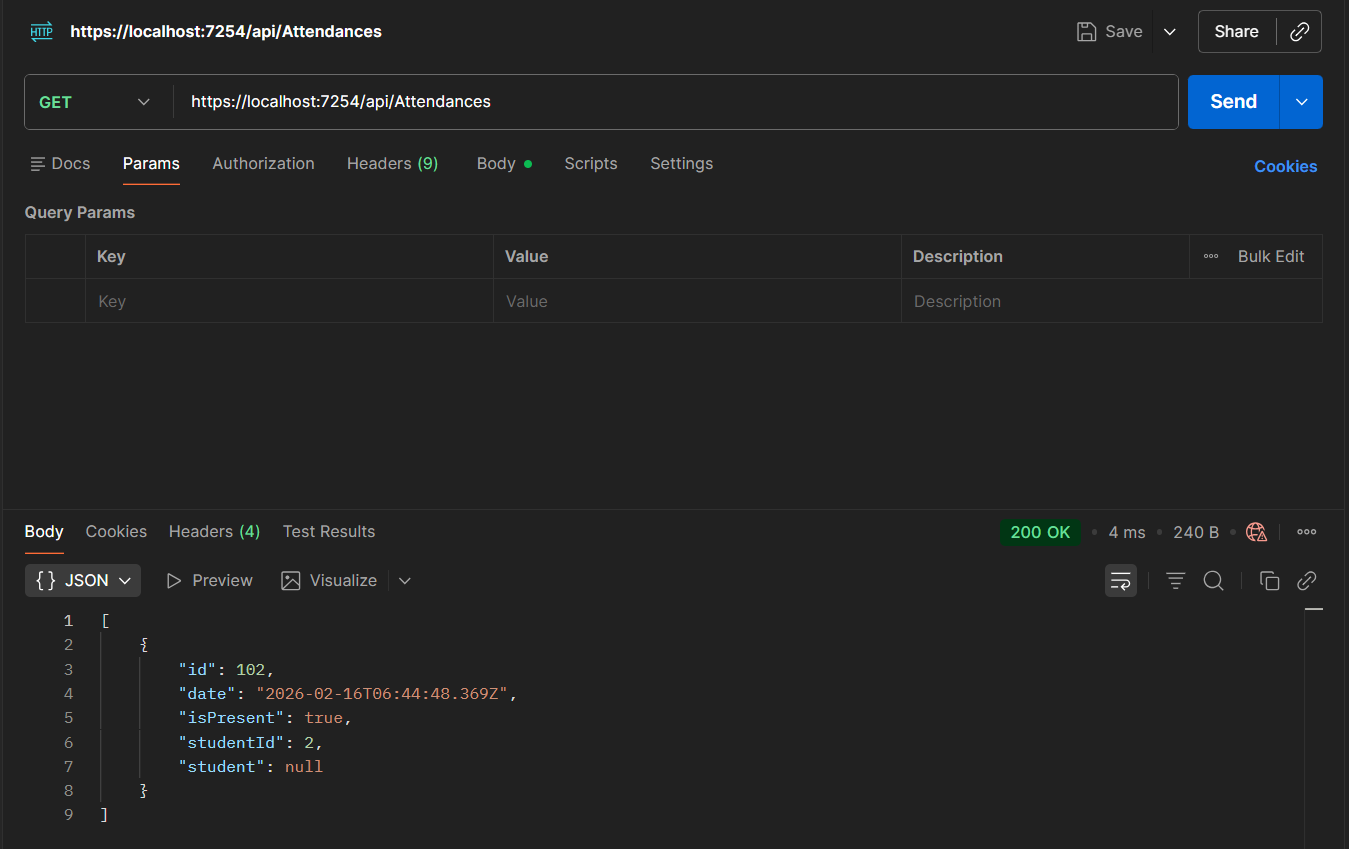 HTTP https://localhost:7254/api/Attendances Save Share
GET https://localhost:7254/api/Attendances Send
Docs Params Authorization Headers (9) Body Scripts Settings Cookies
Query Params
Key Value Description Bulk Edit
Key Value Description
Body Cookies Headers (4) Test Results 200 OK • 4 ms • 240 B •
{} JSON Preview Visualize
1 [
2 {
3 "id": 102,
4 "date": "2026-02-16T06:44:48.369Z",
5 "isPresent": true,
6 "studentId": 2,
7 "student": null
8 }
9 ]